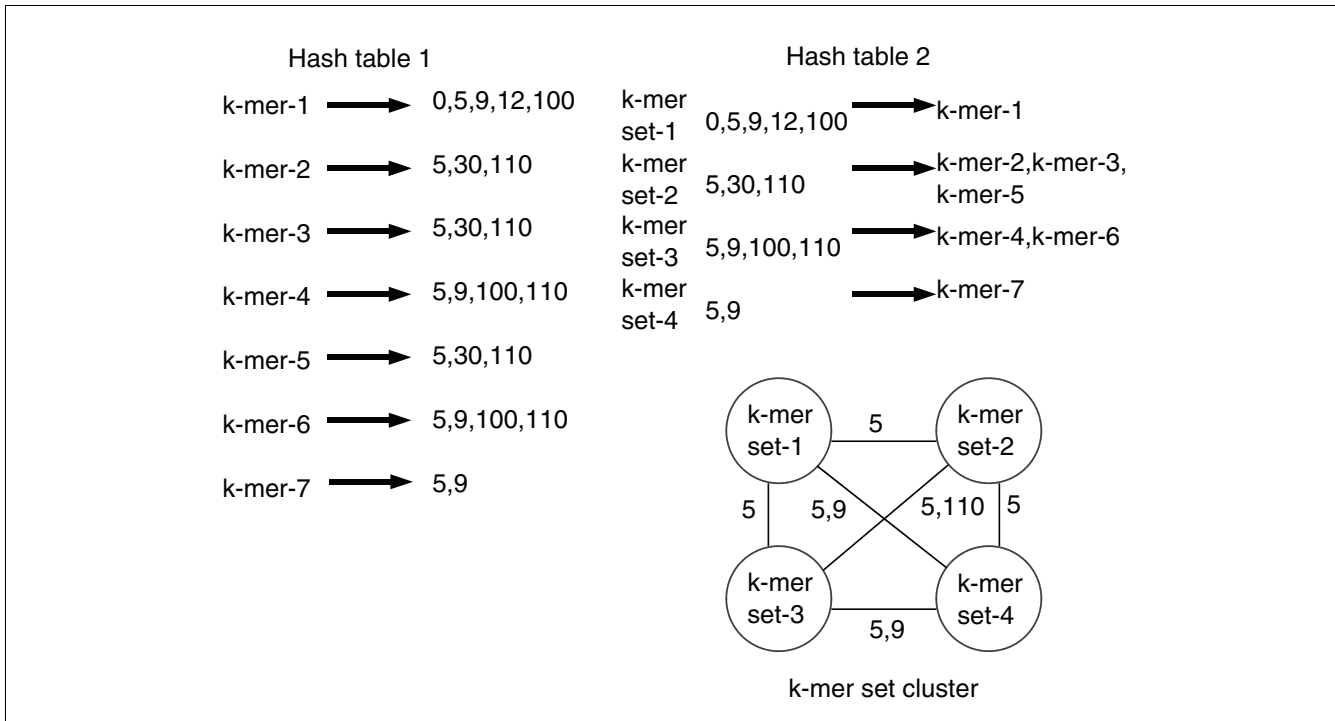 Hash table 1
k-mer-1 0,5,9,12,100
k-mer-2 5,30,110
k-mer-3 5,30,110
k-mer-4 5,9,100,110
k-mer-5 5,30,110
k-mer-6 5,9,100,110
k-mer-7 5,9
Hash table 2
k-mer
set-1 0,5,9,12,100 k-mer-1
k-mer
set-2 5,30,110 k-mer-2,k-mer-3,
k-mer-5
k-mer
set-3 5,9,100,110 k-mer-4,k-mer-6
k-mer
set-4 5,9 k-mer-7
k-mer
set-1
5
k-mer
set-2
5
5,9
5,110
5
k-mer
set-3
5,9
k-mer
set-4
k-mer set cluster